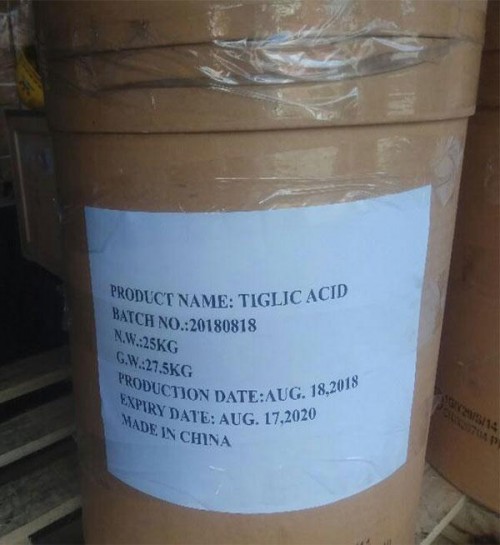 PRODUCT NAME: TIGLIC ACID
BATCH NO.:20180818
N.W.:25KG
G.W.:27.5KG
PRODUCTION DATE:AUG. 18,2018
EXPIRY DATE: AUG. 17,2020
MADE IN CHINA